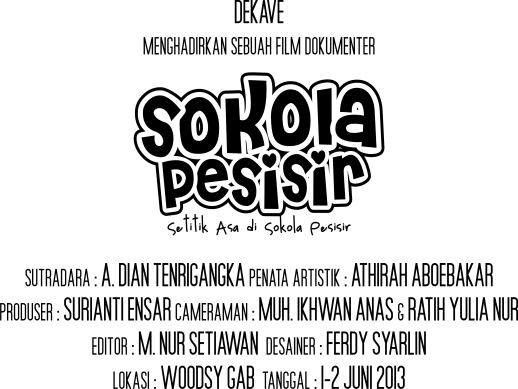 DEKAVE
MENGHADIRKAN SEBUAH FILM DOKUMENTER
SOKOLA
PESISIR
Setitik Asa di Sokola Pesisir
SUTRADARA : A. DIAN TENRIGANGKA PENATA ARTISTIK : ATHIRAH ABOEBAKAR
PRODUSER : SURIANTI ENSAR CAMERAMAN : MUH. IKHWAN ANAS & RATIH YULIA NUR
EDITOR : M. NUR SETIAWAN DESAINER : FERDY SYARLIN
LOKASI : WOODSY GAB TANGGAL : 1-2 JUNI 2013